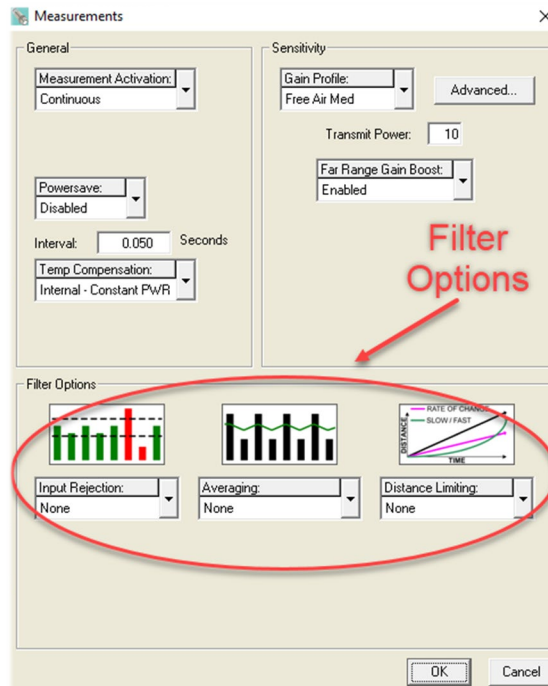 Measurements
General
Measurement Activation:
Continuous
Powersave:
Disabled
Interval: 0.050 Seconds
Temp Compensation:
Internal - Constant PWR
Sensitivity
Gain Profile:
Free Air Med
Advanced...
Transmit Power: 10
Far Range Gain Boost:
Enabled
Filter
Options
Filter Options
Input Rejection:
None
Averaging:
None
RATE OF CHANGE
SLOW / FAST
DISTANCE
TIME
Distance Limiting:
None
OK
Cancel